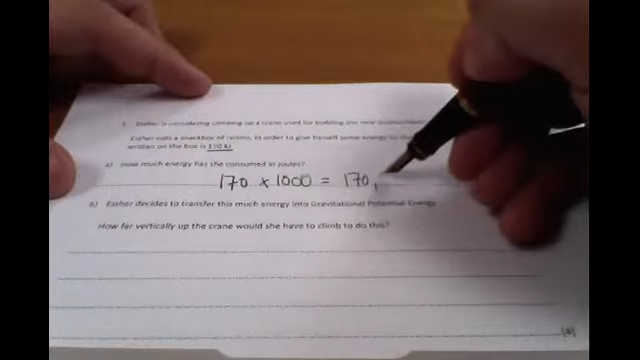 Esther is considering climbing up a crane used for building the new
Esther eats a snackbox of raisins, in order to give herself some energy to
written on the box is 170 kJ.
a) How much energy has she consumed in joules?
170 × 1000 = 170,
b) Esther decides to transfer this much energy into Gravitational Potential Energy.
How far vertically up the crane would she have to climb to do this?